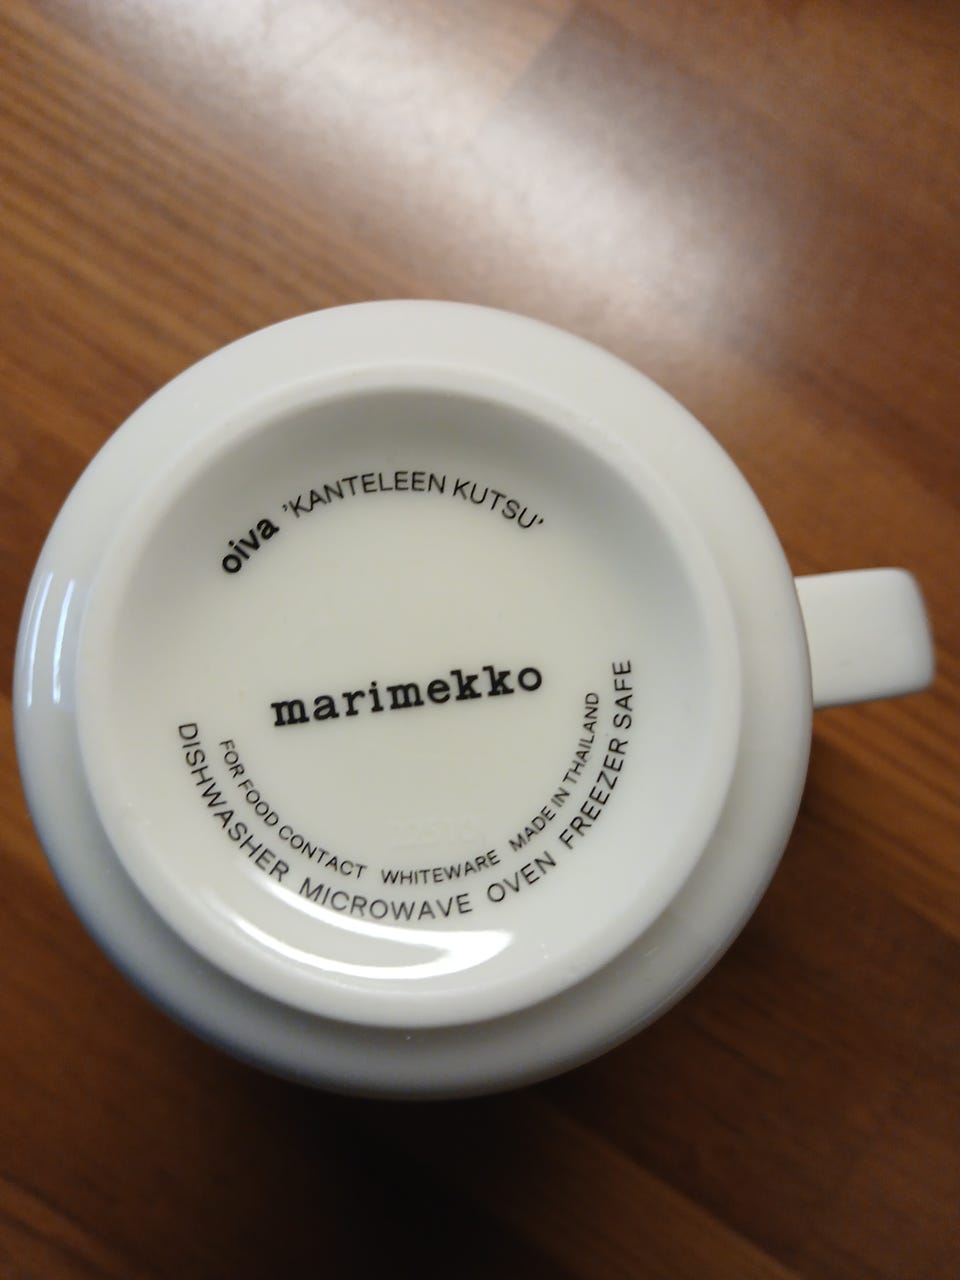 oiva ’KANTELEEN KUTSU’
marimekko
FOR FOOD CONTACT WHITEWARE MADE IN THAILAND
DISHWASHER MICROWAVE OVEN FREEZER SAFE